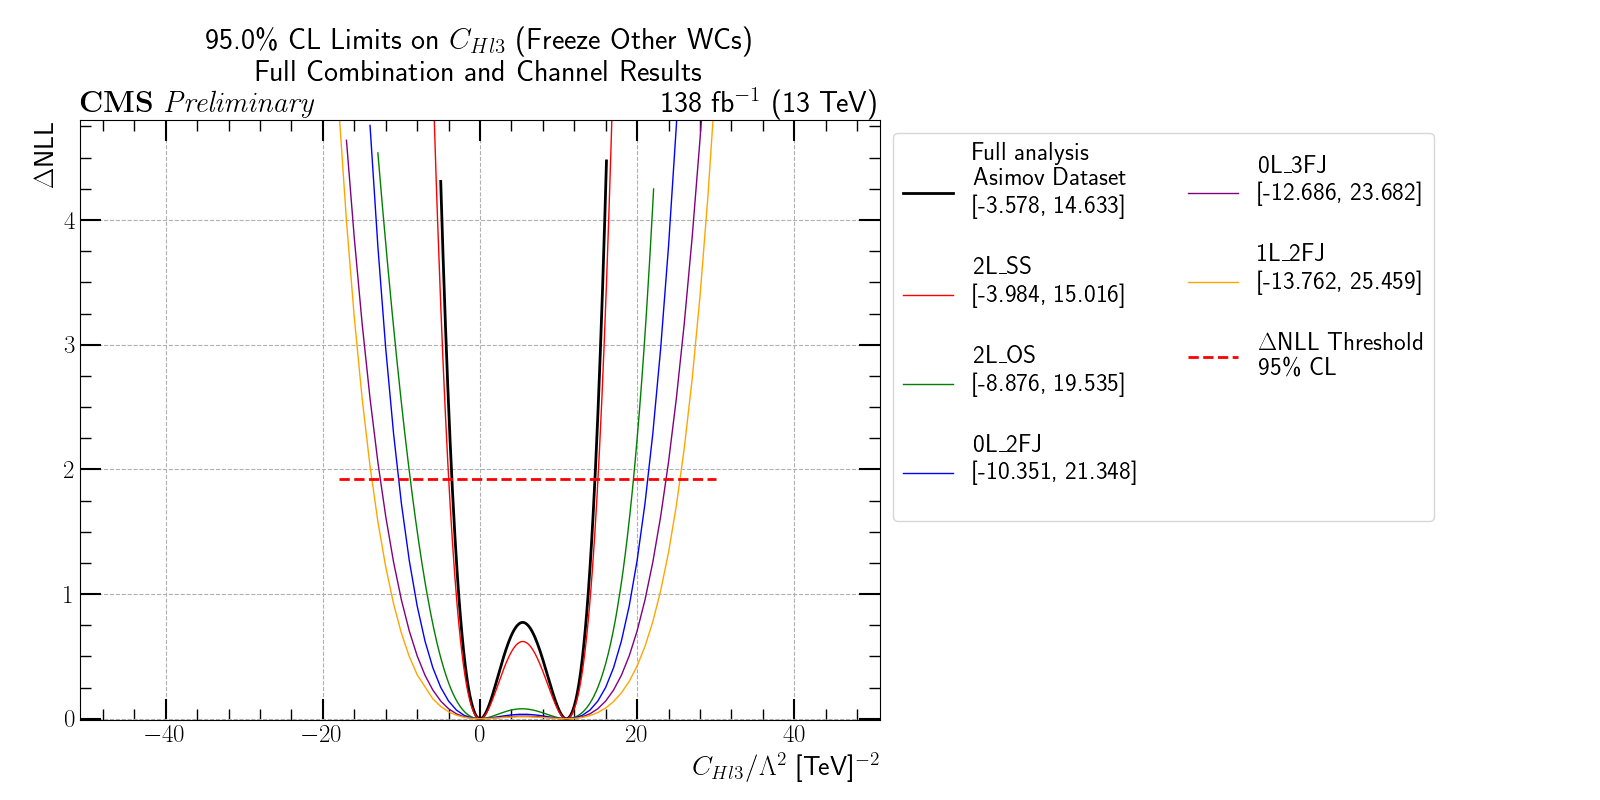 95.0% CL Limits on C_{Hl3} (Freeze Other WCs)
Full Combination and Channel Results
CMS Preliminary
138 fb^{−1} (13 TeV)
ΔNLL
4
3
2
1
0
−40
−20
0
20
40
C_{Hl3}/Λ^{2} [TeV]^{−2}
Full analysis
Asimov Dataset
[-3.578, 14.633]
2L_SS
[-3.984, 15.016]
2L_OS
[-8.876, 19.535]
0L_2FJ
[-10.351, 21.348]
0L_3FJ
[-12.686, 23.682]
1L_2FJ
[-13.762, 25.459]
ΔNLL Threshold
95% CL